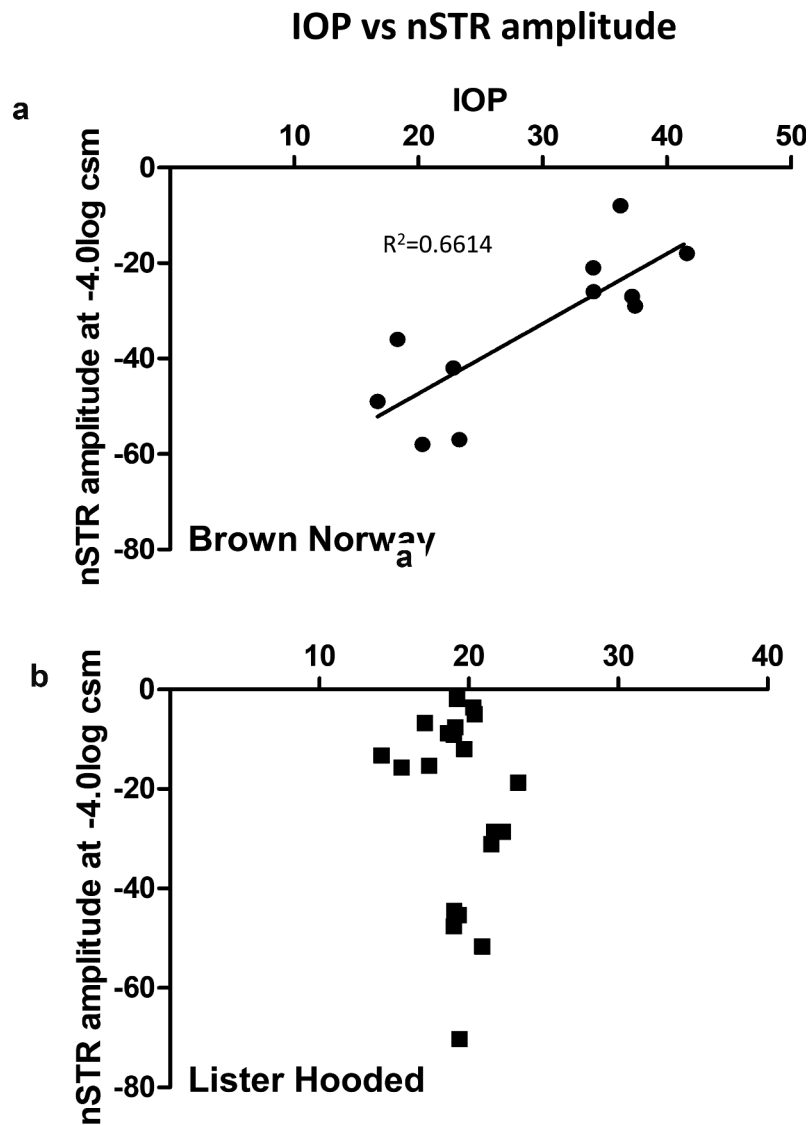 IOP vs nSTR amplitude
a
IOP
10 20 30 40 50
nSTR amplitude at -4.0log csm
0
-20
-40
-60
-80
R²=0.6614
Brown Norway
a
b
10 20 30 40
nSTR amplitude at -4.0log csm
0
-20
-40
-60
-80
Lister Hooded